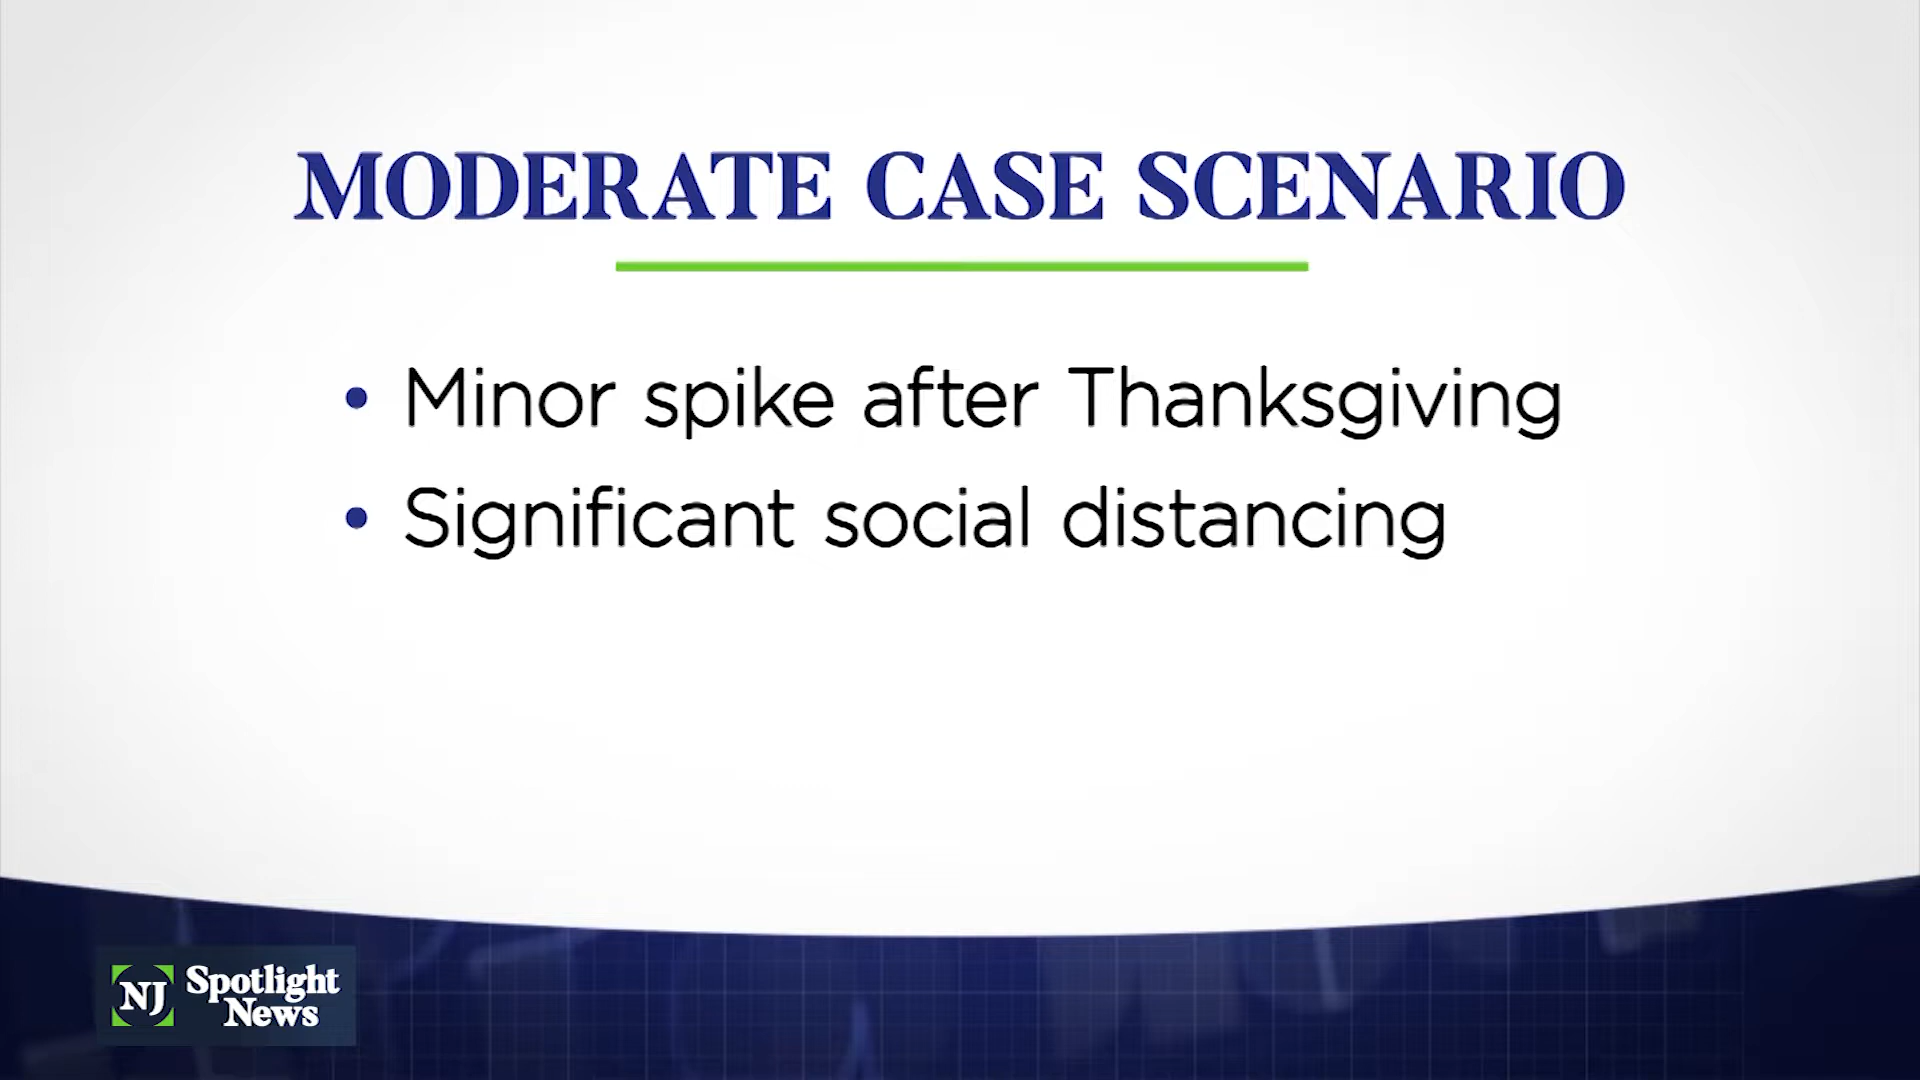 MODERATE CASE SCENARIO
• Minor spike after Thanksgiving
• Significant social distancing
NJ Spotlight
News